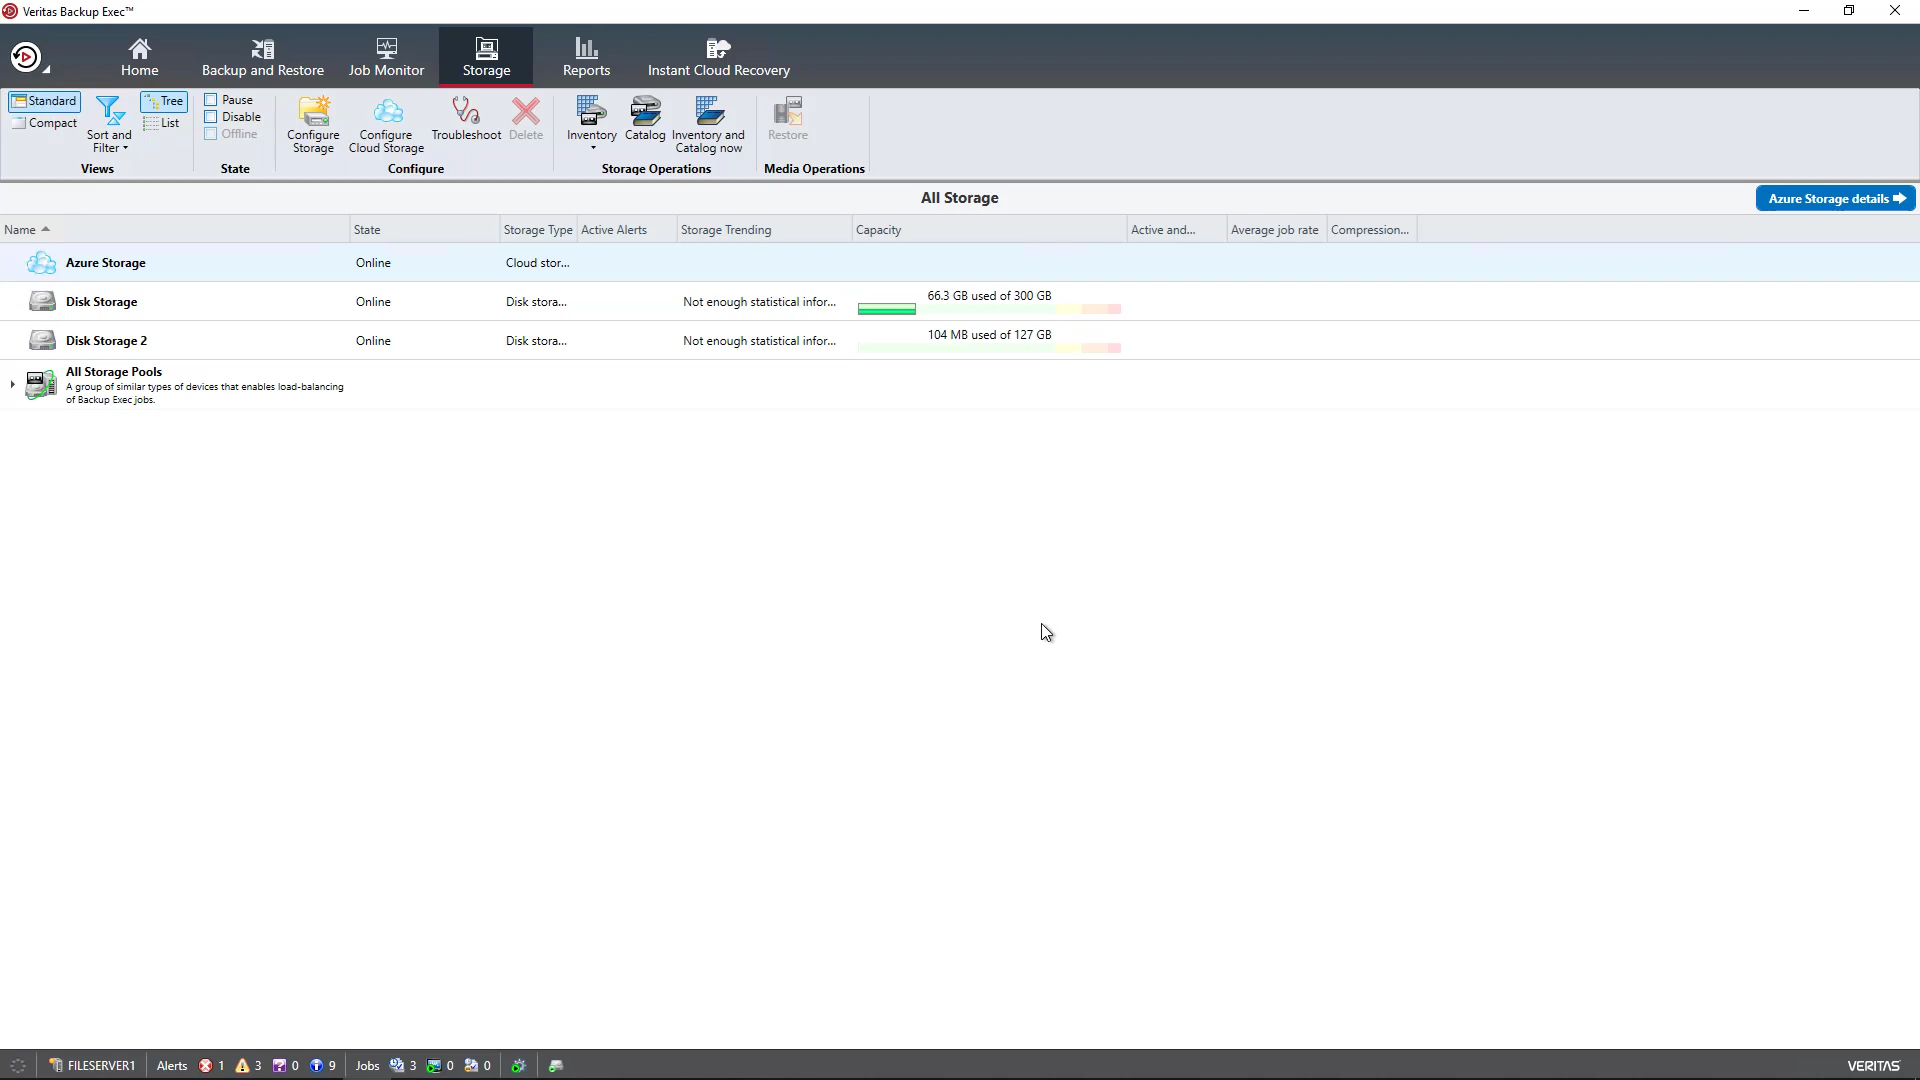 Veritas Backup Exec™
Home
Backup and Restore
Job Monitor
Storage
Reports
Instant Cloud Recovery
Standard
Compact
Sort and
Filter
Tree
List
Views
Pause
Disable
Offline
State
Configure
Storage
Configure
Cloud Storage
Troubleshoot
Delete
Configure
Inventory
Catalog
Inventory and
Catalog now
Storage Operations
Restore
Media Operations
All Storage
Azure Storage details
Name State Storage Type Active Alerts Storage Trending Capacity Active and... Average job rate Compression...
Azure Storage Online Cloud stor...
Disk Storage Online Disk stora... Not enough statistical infor... 66.3 GB used of 300 GB
Disk Storage 2 Online Disk stora... Not enough statistical infor... 104 MB used of 127 GB
All Storage Pools
A group of similar types of devices that enables load-balancing
of Backup Exec jobs.
FILESERVER1 Alerts 1 3 0 9 Jobs 3 0 0 VERITAS